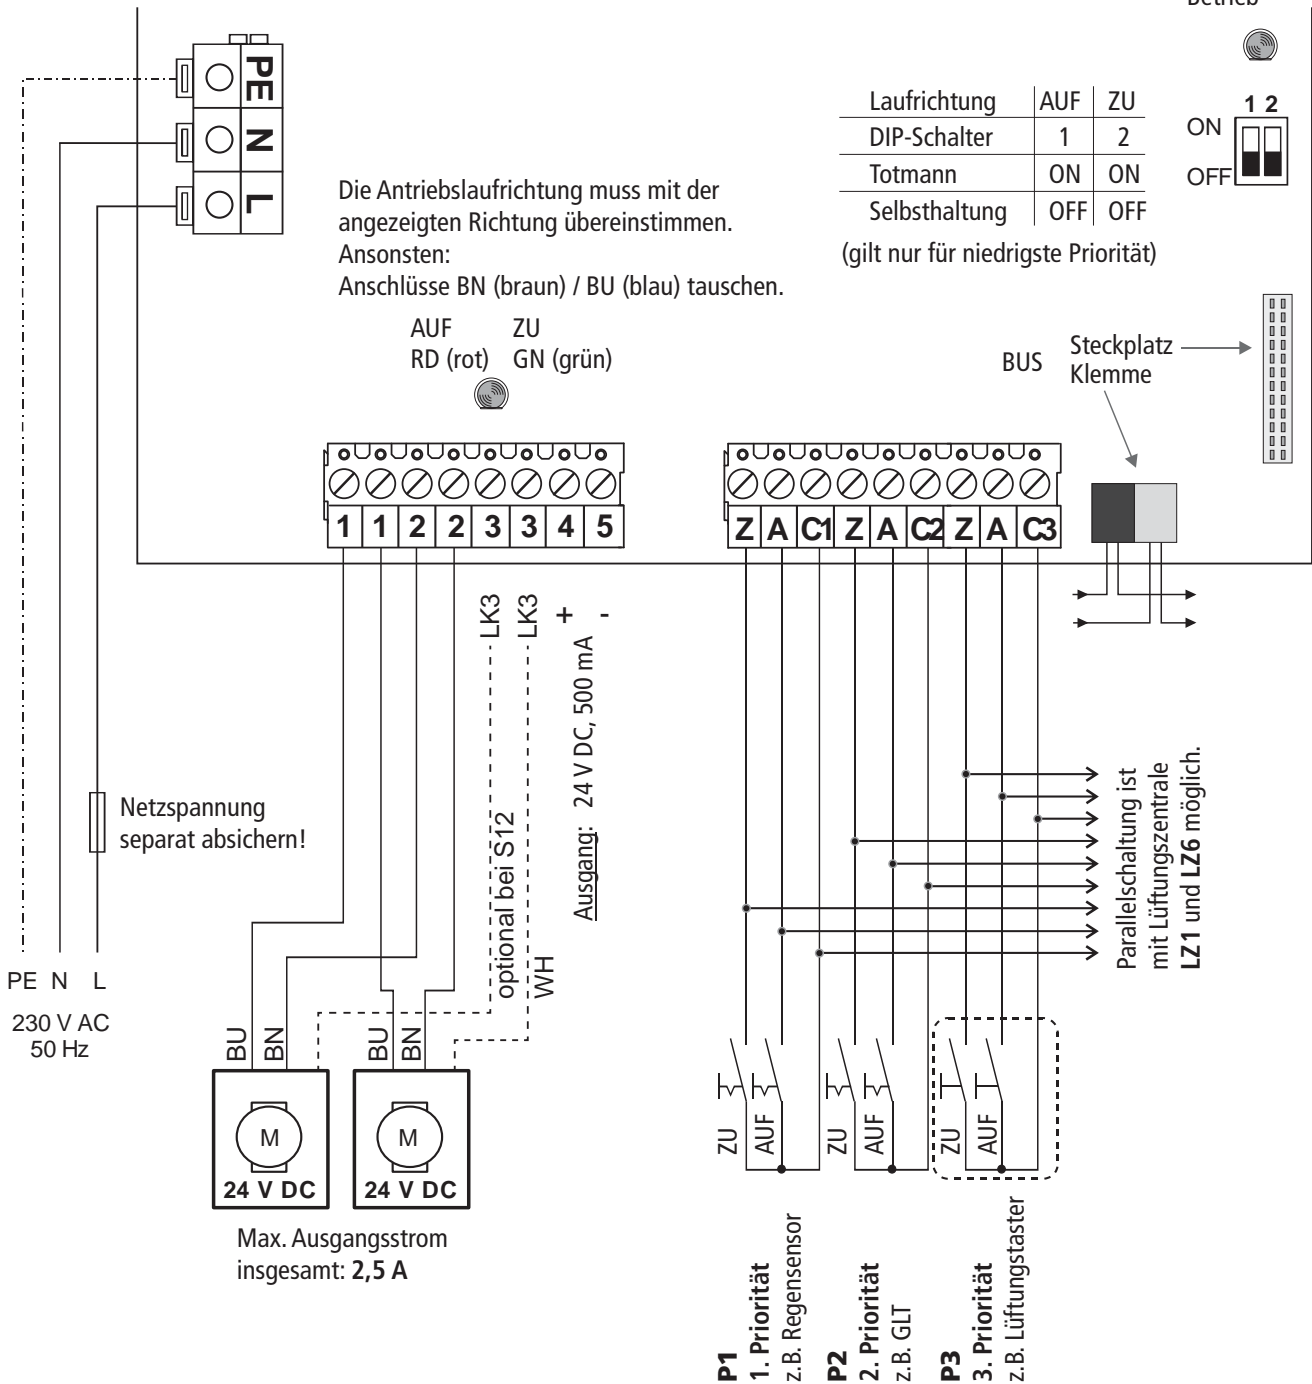 Betrieb
PE
N
L
Laufrichtung AUF ZU
DIP-Schalter 1 2
Totmann ON ON
Selbsthaltung OFF OFF
(gilt nur für niedrigste Priorität)
1 2
ON
OFF
Die Antriebslaufrichtung muss mit der
angezeigten Richtung übereinstimmen.
Ansonsten:
Anschlüsse BN (braun) / BU (blau) tauschen.
AUF ZU
RD (rot) GN (grün)
BUS
Steckplatz
Klemme
1 1 2 2 3 3 4 5
Z A C1 Z A C2 Z A C3
LK3
LK3
+
-
Ausgang: 24 V DC, 500 mA
optional bei S12
WH
Netzspannung
separat absichern!
PE N L
230 V AC
50 Hz
BU
BN
BU
BN
M
24 V DC
M
24 V DC
Max. Ausgangsstrom
insgesamt: 2,5 A
Parallelschaltung ist
mit Lüftungszentrale
LZ1 und LZ6 möglich.
ZU
AUF
ZU
AUF
ZU
AUF
P1
1. Priorität
z.B. Regensensor
P2
2. Priorität
z.B. GLT
P3
3. Priorität
z.B. Lüftungstaster